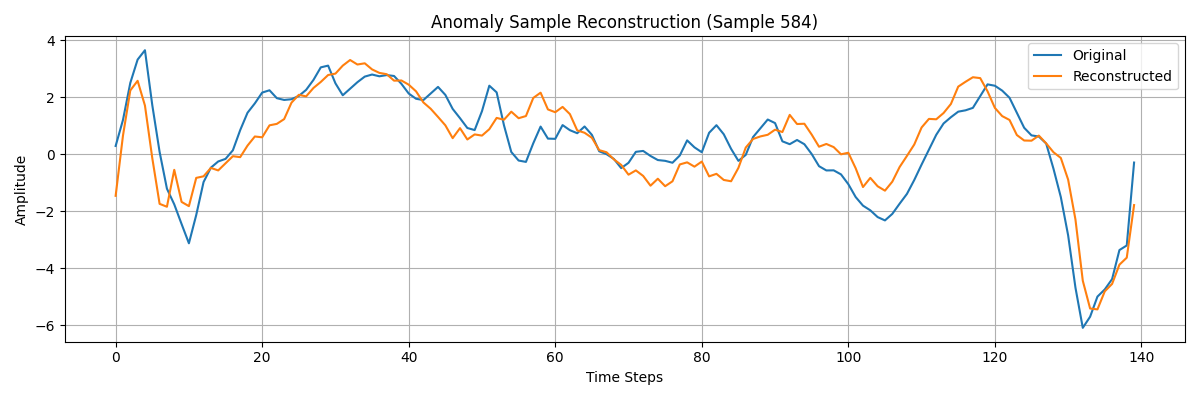 Anomaly Sample Reconstruction (Sample 584)
Original
Reconstructed
Amplitude
4
2
0
−2
−4
−6
0 20 40 60 80 100 120 140
Time Steps